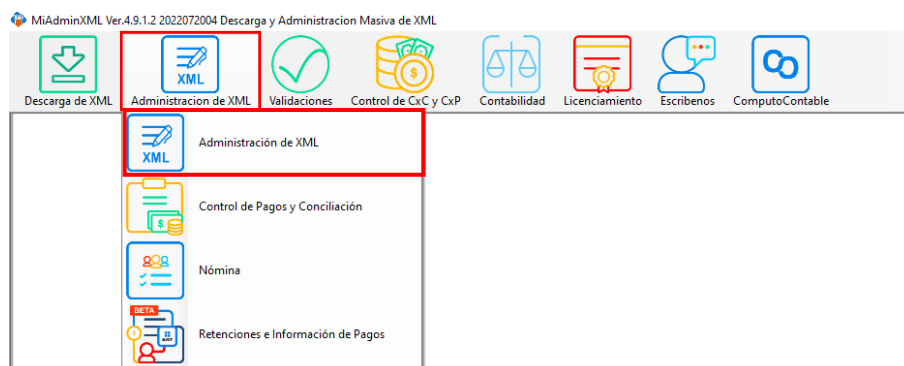 MiAdminXML Ver.4.9.1.2 2022072004 Descarga y Administracion Masiva de XML
XML
Descarga de XML Administracion de XML Validaciones Control de CxC y CxP Contabilidad Licenciamiento Escribenos ComputoContable
XML
Administración de XML
Control de Pagos y Conciliación
Nómina
BETA
Retenciones e Información de Pagos